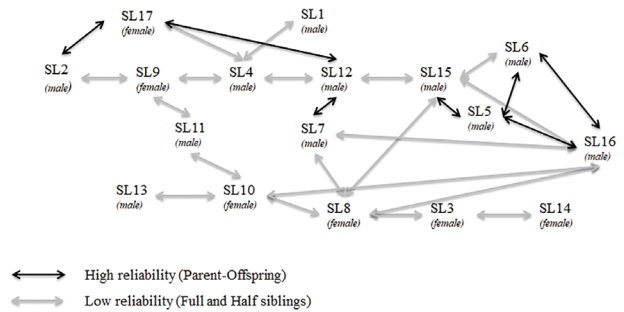 SL17
(female)
SL1
(male)
SL6
(male)
SL2
(male)
SL9
(female)
SL4
(male)
SL12
(male)
SL15
(male)
SL5
(male)
SL11
(male)
SL7
(male)
SL16
(male)
SL13
(male)
SL10
(female)
SL8
(female)
SL3
(female)
SL14
(female)
High reliability (Parent-Offspring)
Low reliability (Full and Half siblings)